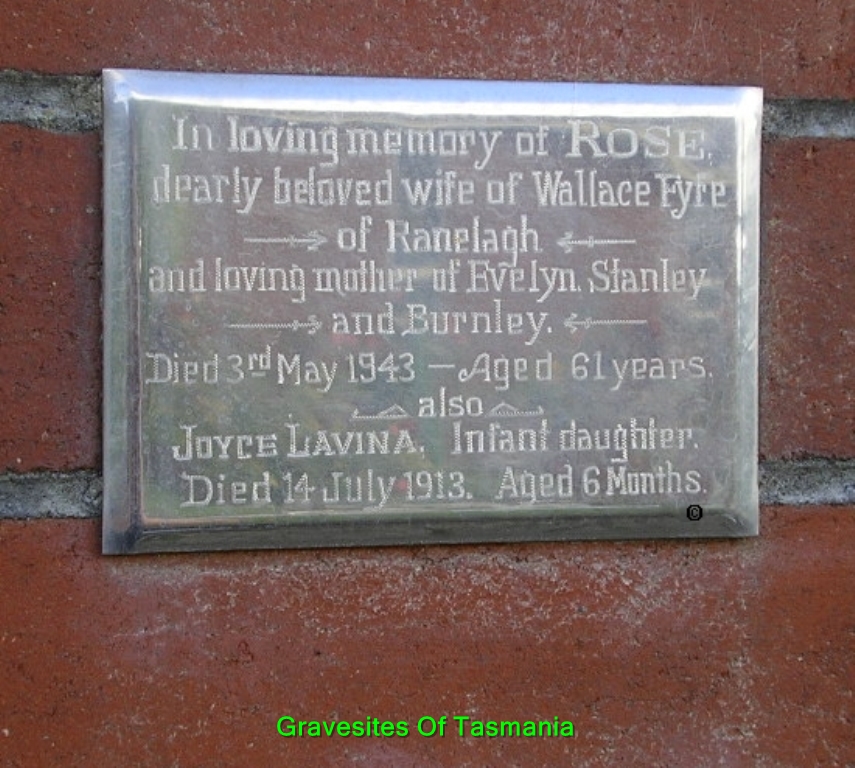 In loving memory of ROSE,
dearly beloved wife of Wallace Fyfe
of Ranelagh
and loving mother of Evelyn, Stanley
and Burnley.
Died 3rd May 1943 — Aged 61 years.
also
JOYCE LAVINA. Infant daughter.
Died 14 July 1913. Aged 6 Months.
©
Gravesites Of Tasmania